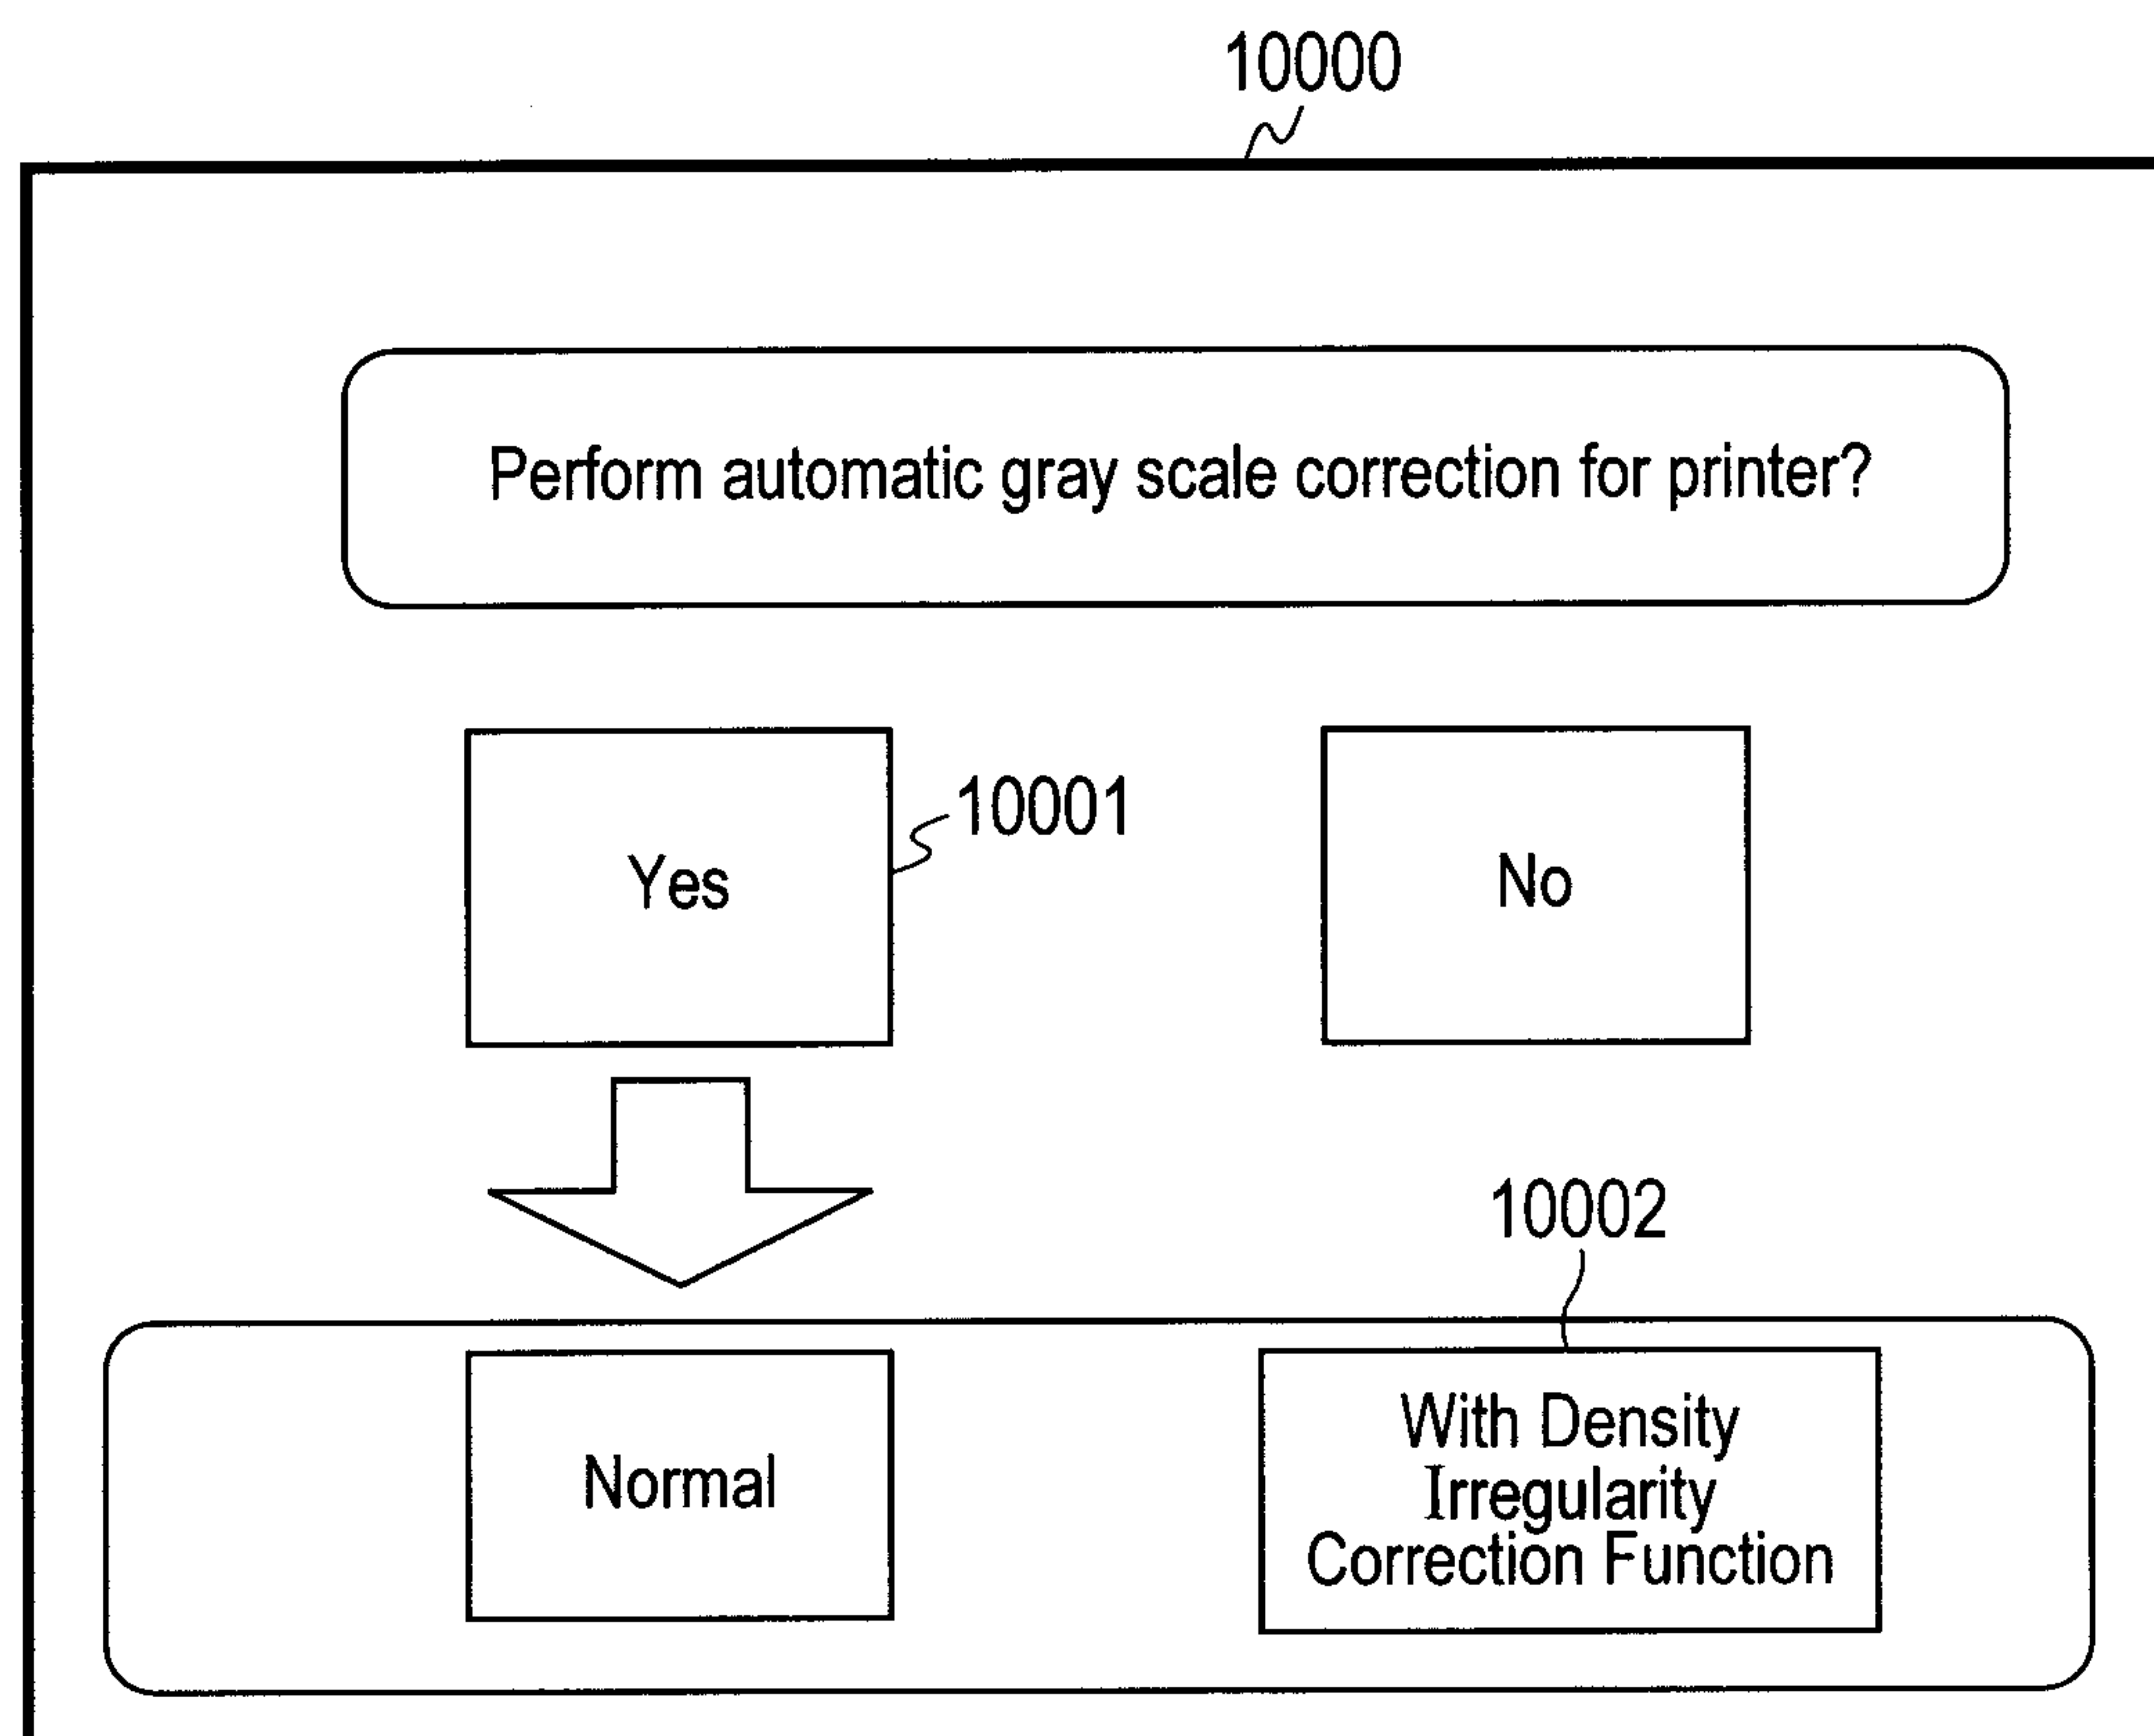 10000
Perform automatic gray scale correction for printer?
Yes
10001
No
10002
Normal
With Density
Irregularity
Correction Function